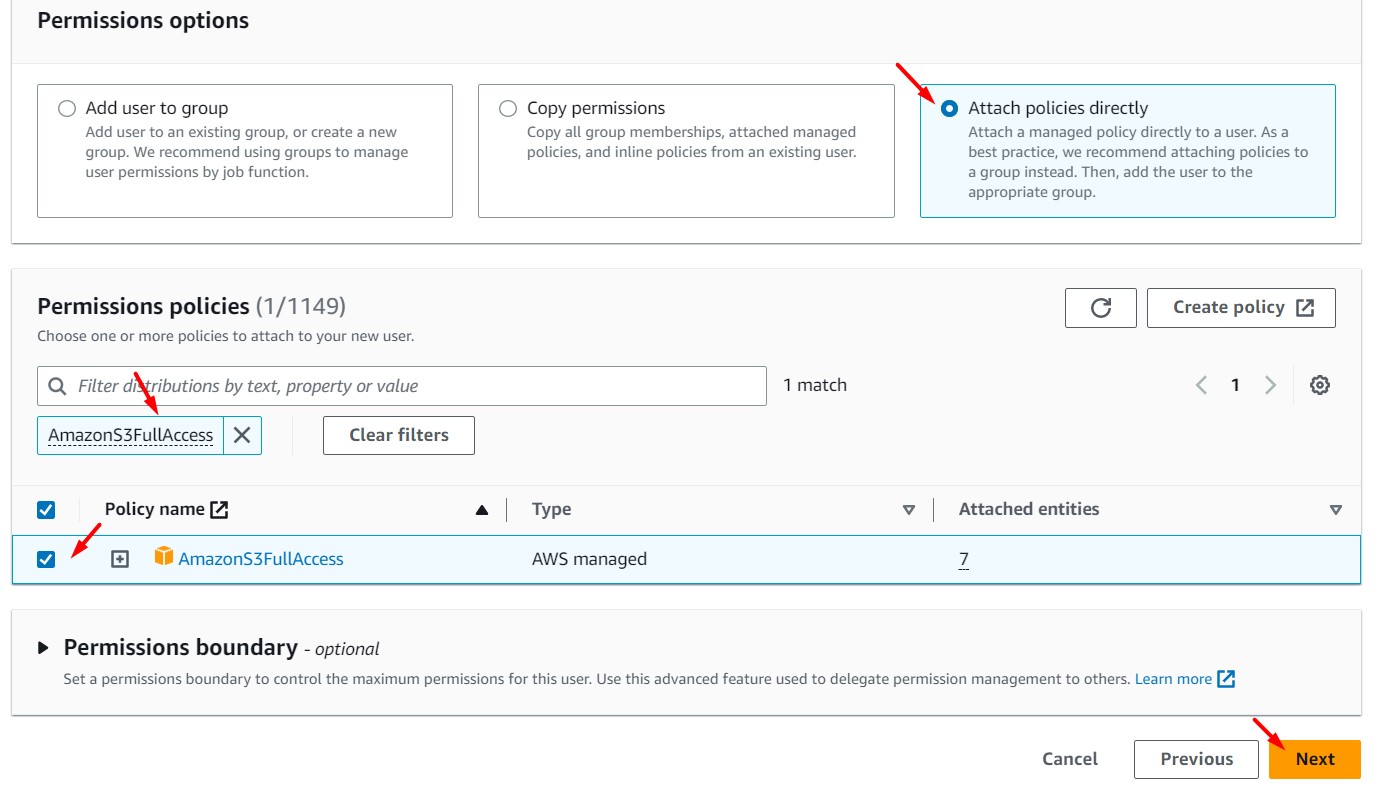 Permissions options
Add user to group
Add user to an existing group, or create a new
group. We recommend using groups to manage
user permissions by job function.
Copy permissions
Copy all group memberships, attached managed
policies, and inline policies from an existing user.
Attach policies directly
Attach a managed policy directly to a user. As a
best practice, we recommend attaching policies to
a group instead. Then, add the user to the
appropriate group.
Permissions policies (1/1149)
Choose one or more policies to attach to your new user.
Create policy
Filter distributions by text, property or value
1 match
1
AmazonS3FullAccess
Clear filters
Policy name
Type
Attached entities
AmazonS3FullAccess
AWS managed
7
Permissions boundary - optional
Set a permissions boundary to control the maximum permissions for this user. Use this advanced feature used to delegate permission management to others. Learn more
Cancel
Previous
Next